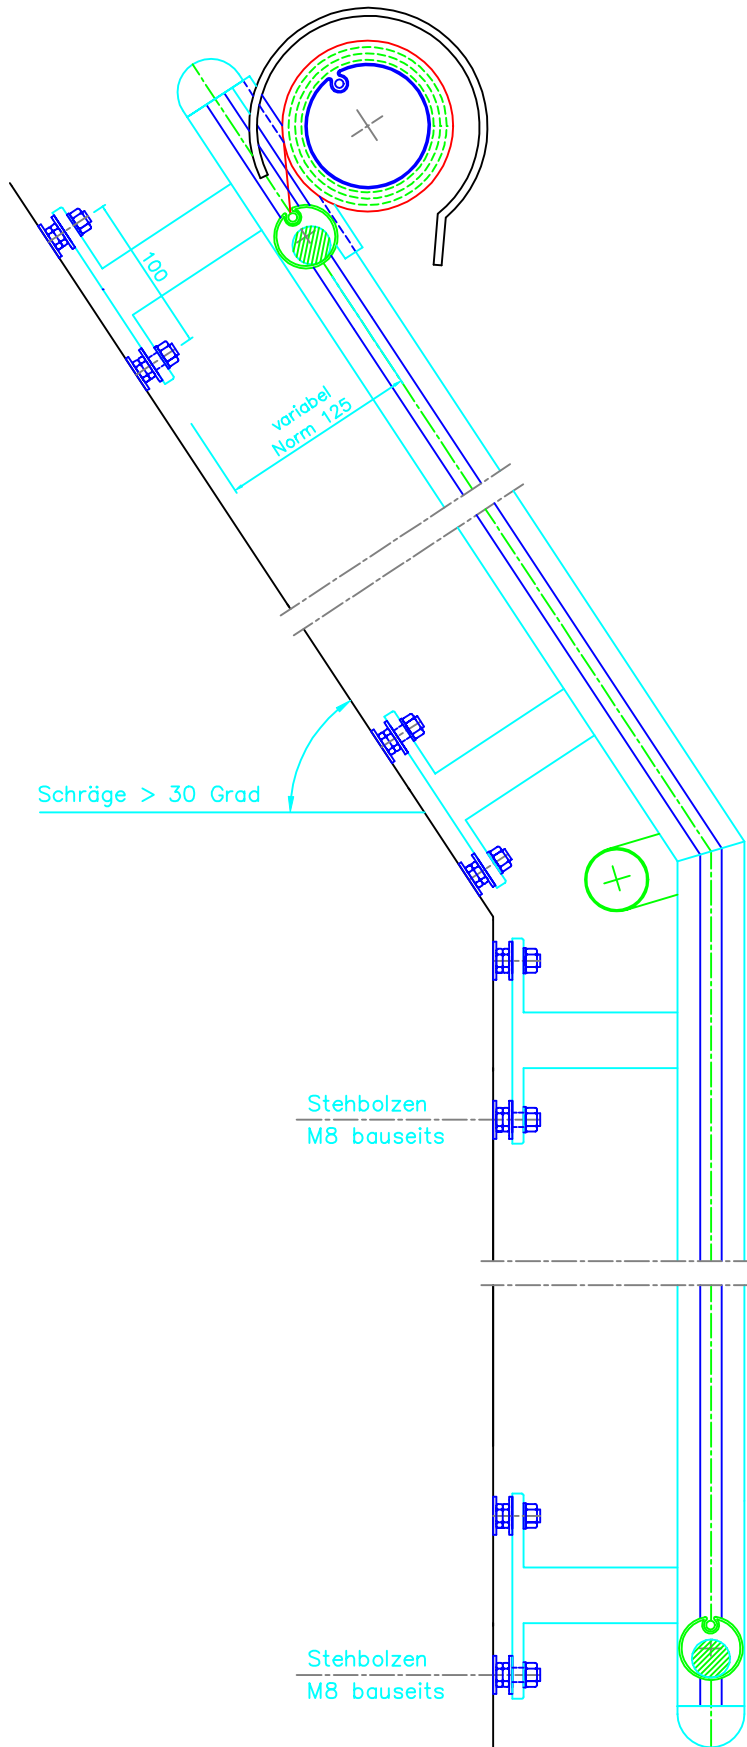 100
variabel
Norm 125
Schräge > 30 Grad
Stehbolzen
M8 bauseits
Stehbolzen
M8 bauseits